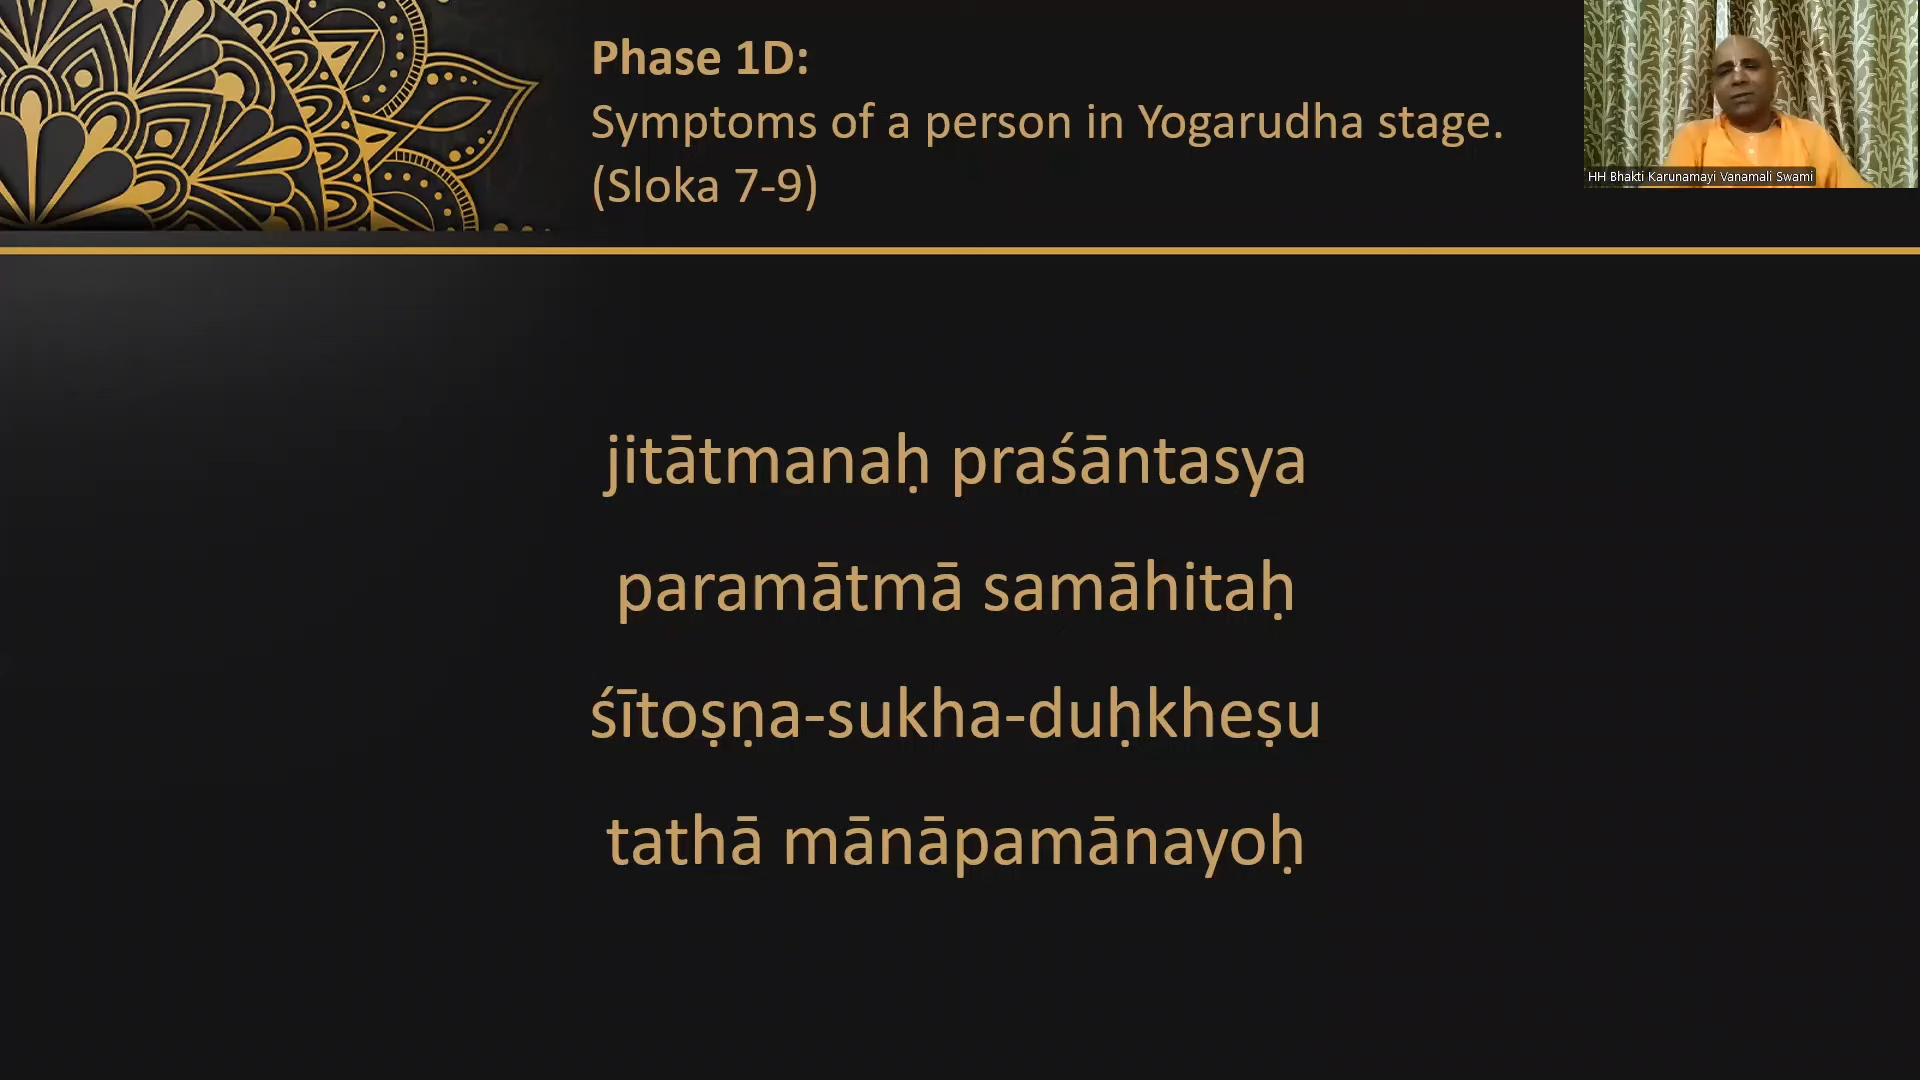 Phase 1D:
Symptoms of a person in Yogarudha stage.
(Sloka 7-9)
HH Bhakti Karunamayi Vanamali Swami
jitātmanaḥ praśāntasya
paramātmā samāhitaḥ
śītoṣṇa-sukha-duḥkheṣu
tathā mānāpamānayoḥ